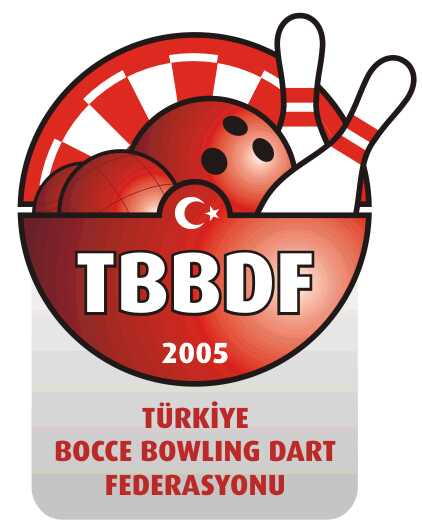 TBBDF
2005
TÜRKİYE
BOCCE BOWLING DART
FEDERASYONU